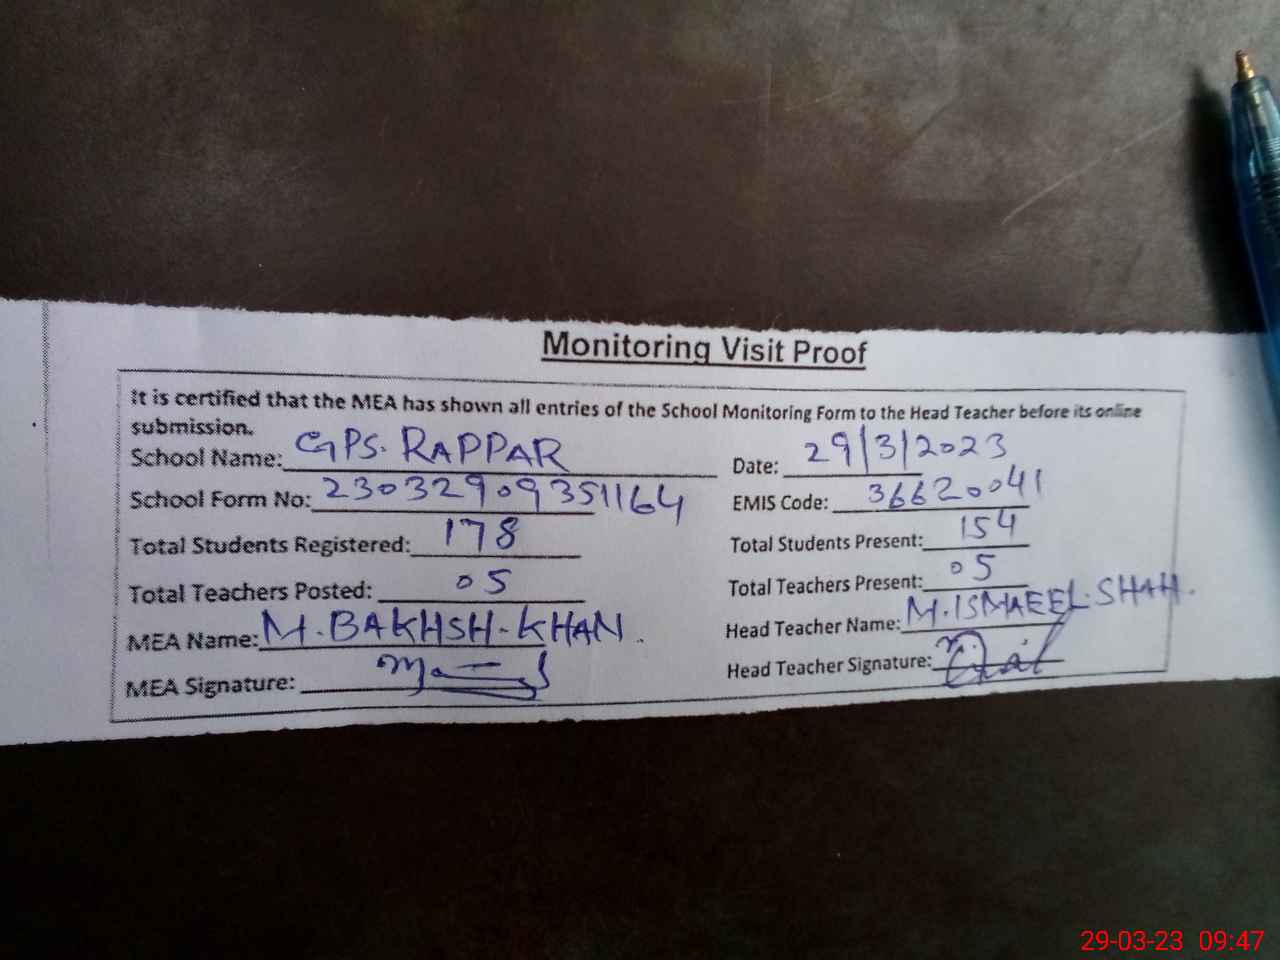 Monitoring Visit Proof
It is certified that the MEA has shown all entries of the School Monitoring Form to the Head Teacher before its online
submission.
School Name: GPS. RAPPAR Date: 29/3/2023
School Form No: 23032909351164 EMIS Code: 36620041
Total Students Registered: 178 Total Students Present: 154
Total Teachers Posted: 05 Total Teachers Present: 05
MEA Name: M. BAKHSH-KHAN. Head Teacher Name: M. ISMAEEL. SHAH.
MEA Signature: Head Teacher Signature:
29-03-23 09:47